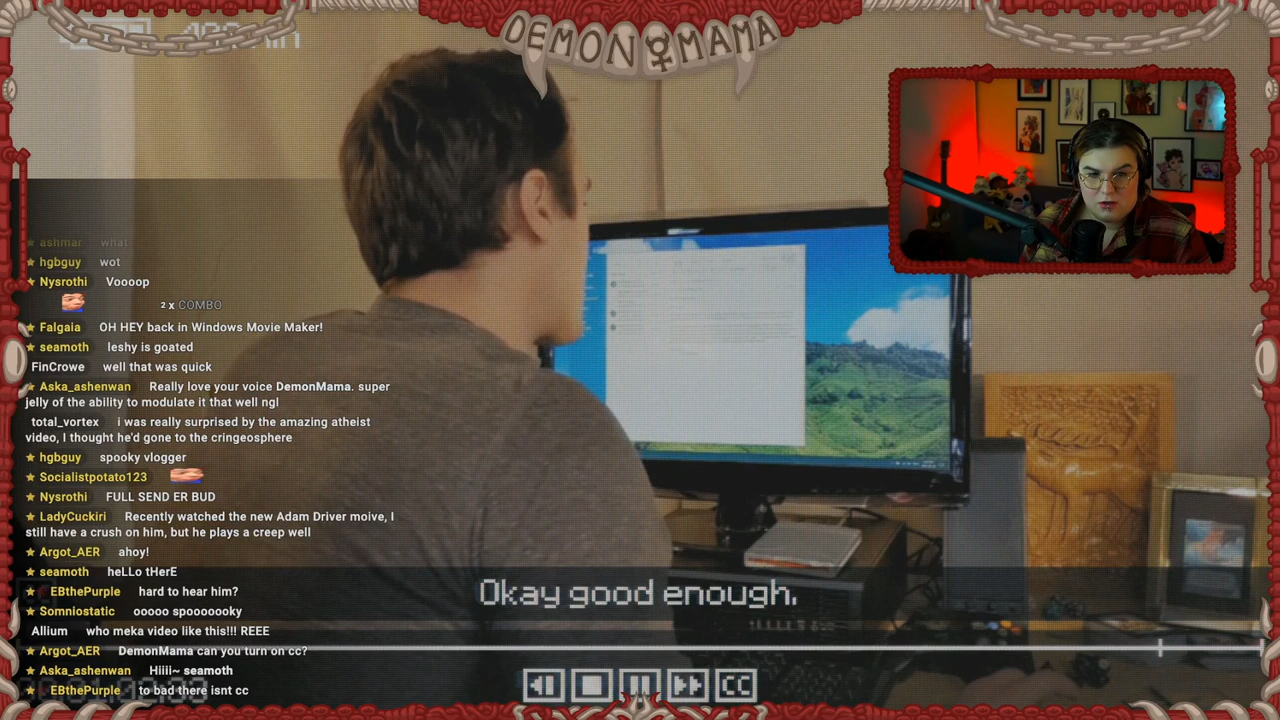 DEMON MAMA
ashmar what
hgbguy wot
Nysrothi Voooop
2 x COMBO
Falgaia OH HEY back in Windows Movie Maker!
seamoth leshy is goated
FinCrowe well that was quick
Aska_ashenwan Really love your voice DemonMama. super
jelly of the ability to modulate it that well ngl
total_vortex i was really surprised by the amazing atheist
video, I thought he'd gone to the cringeosphere
hgbguy spooky vlogger
Socialistpotato123
Nysrothi FULL SEND ER BUD
LadyCuckiri Recently watched the new Adam Driver moive, I
still have a crush on him, but he plays a creep well
Argot_AER ahoy!
seamoth heLLo tHerE
EBthePurple hard to hear him?
Somniostatic ooooo spooooooky
Allium who meka video like this!!! REEE
Argot_AER DemonMama can you turn on cc?
Aska_ashenwan Hiiii~ seamoth
EBthePurple to bad there isnt cc
Okay good enough.
CC